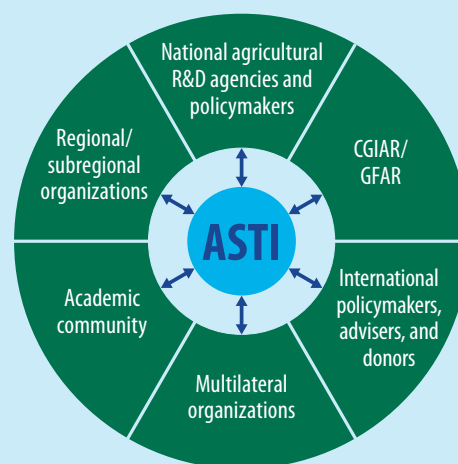 National agricultural
R&D agencies and
policymakers
Regional/
subregional
organizations
CGIAR/
GFAR
ASTI
Academic
community
International
policymakers,
advisers, and
donors
Multilateral
organizations